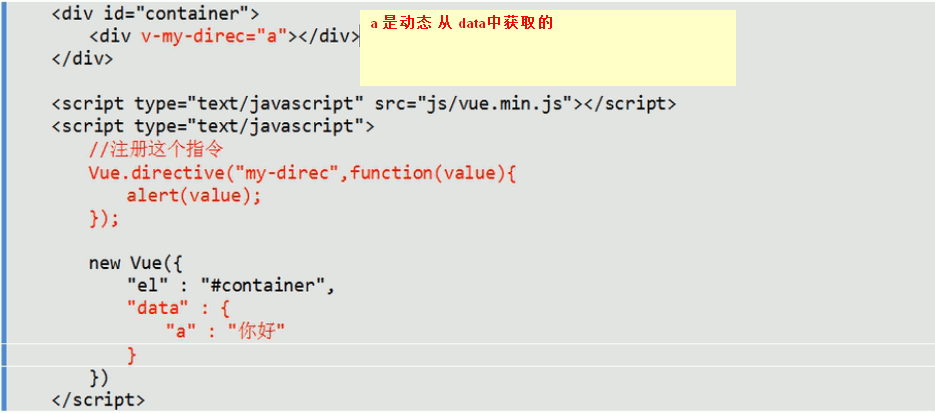 <div id="container">
<div v-my-direc="a"></div>
a 是动态 从 data中获取的
</div>
<script type="text/javascript" src="js/vue.min.js"></script>
<script type="text/javascript">
//注册这个指令
Vue.directive("my-direc",function(value){
alert(value);
});
new Vue({
"el" : "#container",
"data" : {
"a" : "你好"
}
})
</script>